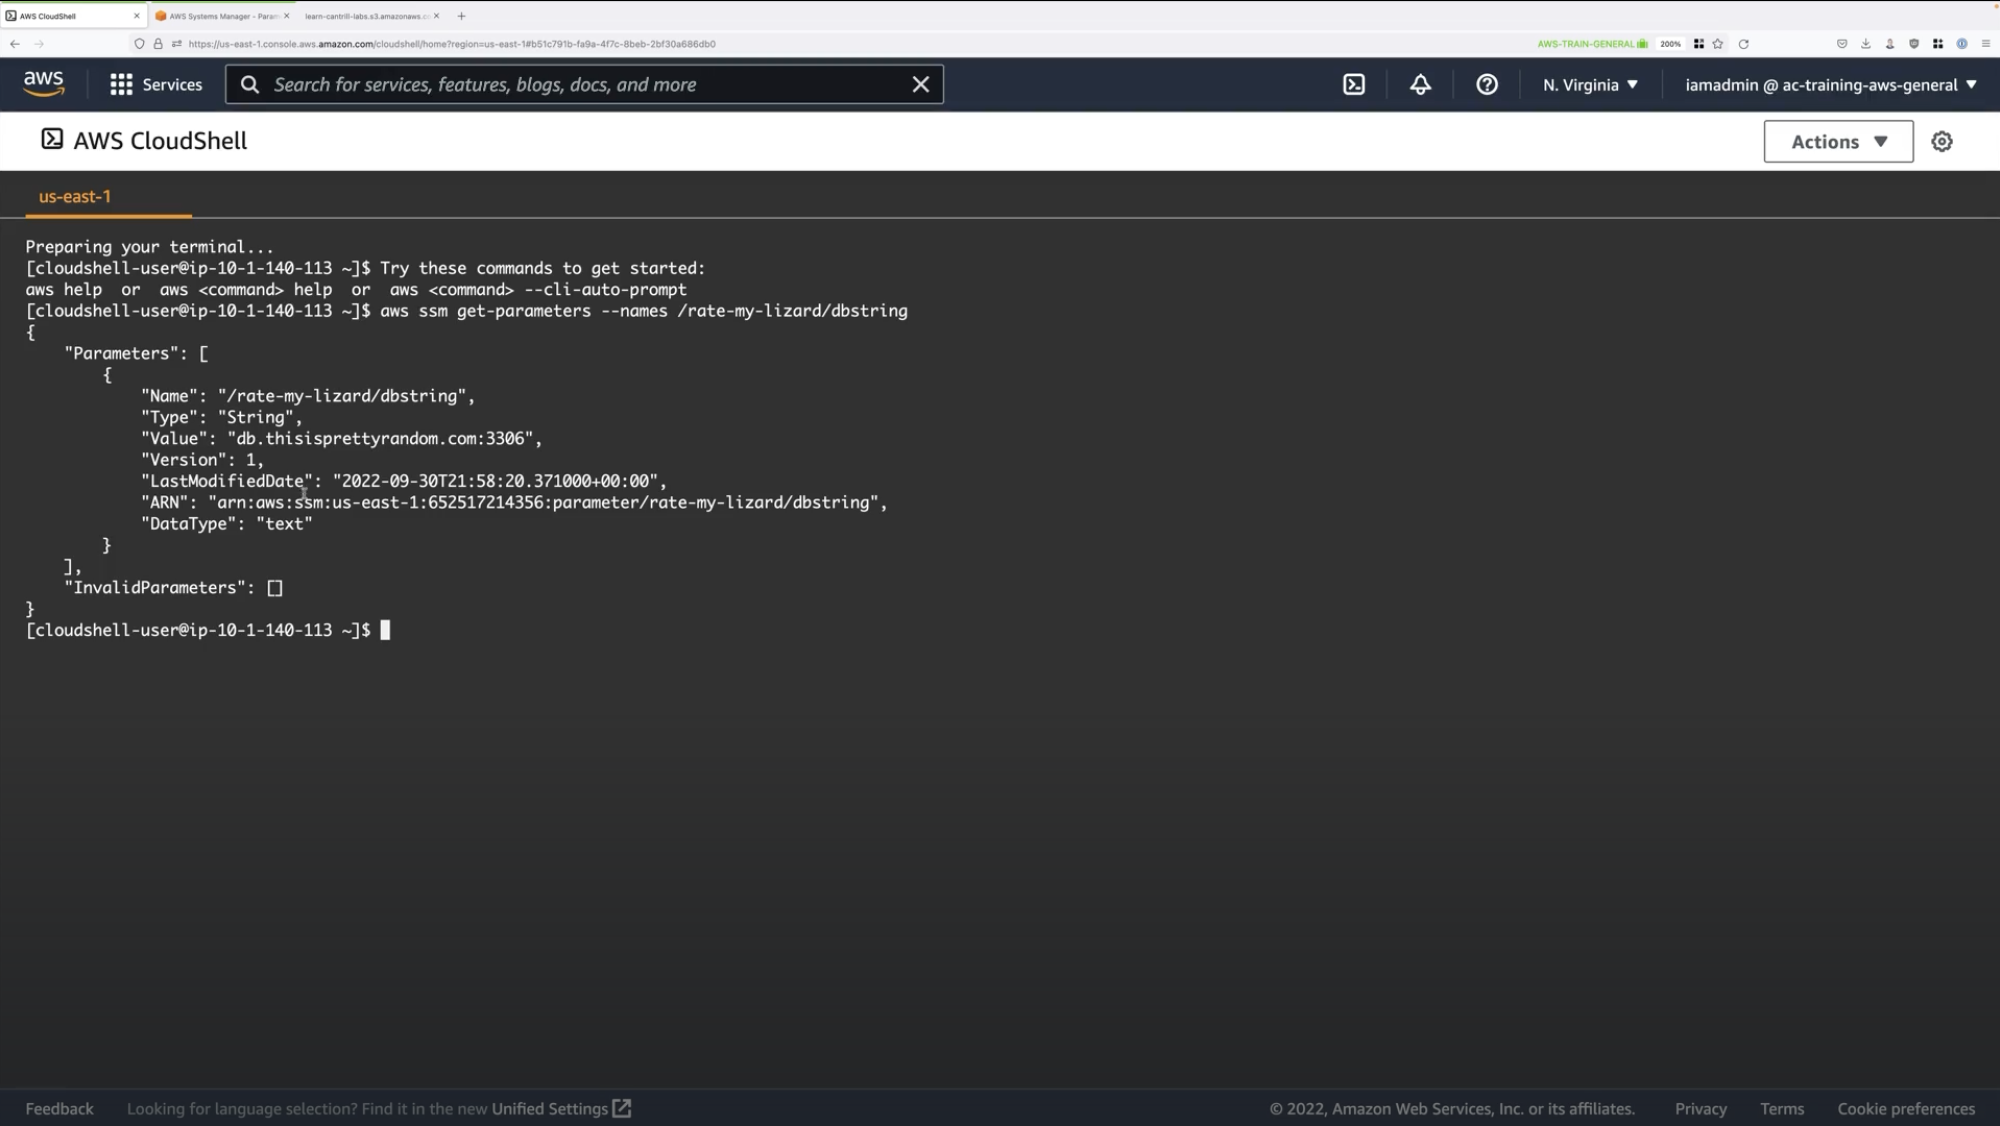 AWS CloudShell
AWS Systems Manager - Param
learn-cantrill-labs.s3.amazonaws.c
https://us-east-1.console.aws.amazon.com/cloudshell/home?region=us-east-1#b51c791b-fa9a-4f7c-8beb-2bf30a686db0
AWS-TRAIN-GENERAL
200%
aws
Services
Search for services, features, blogs, docs, and more
N. Virginia
iamadmin @ ac-training-aws-general
AWS CloudShell
Actions
us-east-1
Preparing your terminal...
[cloudshell-user@ip-10-1-140-113 ~]$ Try these commands to get started:
aws help  or  aws <command> help  or  aws <command> --cli-auto-prompt
[cloudshell-user@ip-10-1-140-113 ~]$ aws ssm get-parameters --names /rate-my-lizard/dbstring
{
    "Parameters": [
        {
            "Name": "/rate-my-lizard/dbstring",
            "Type": "String",
            "Value": "db.thisisprettyrandom.com:3306",
            "Version": 1,
            "LastModifiedDate": "2022-09-30T21:58:20.371000+00:00",
            "ARN": "arn:aws:ssm:us-east-1:652517214356:parameter/rate-my-lizard/dbstring",
            "DataType": "text"
        }
    ],
    "InvalidParameters": []
}
[cloudshell-user@ip-10-1-140-113 ~]$
Feedback
Looking for language selection? Find it in the new Unified Settings
© 2022, Amazon Web Services, Inc. or its affiliates.
Privacy
Terms
Cookie preferences